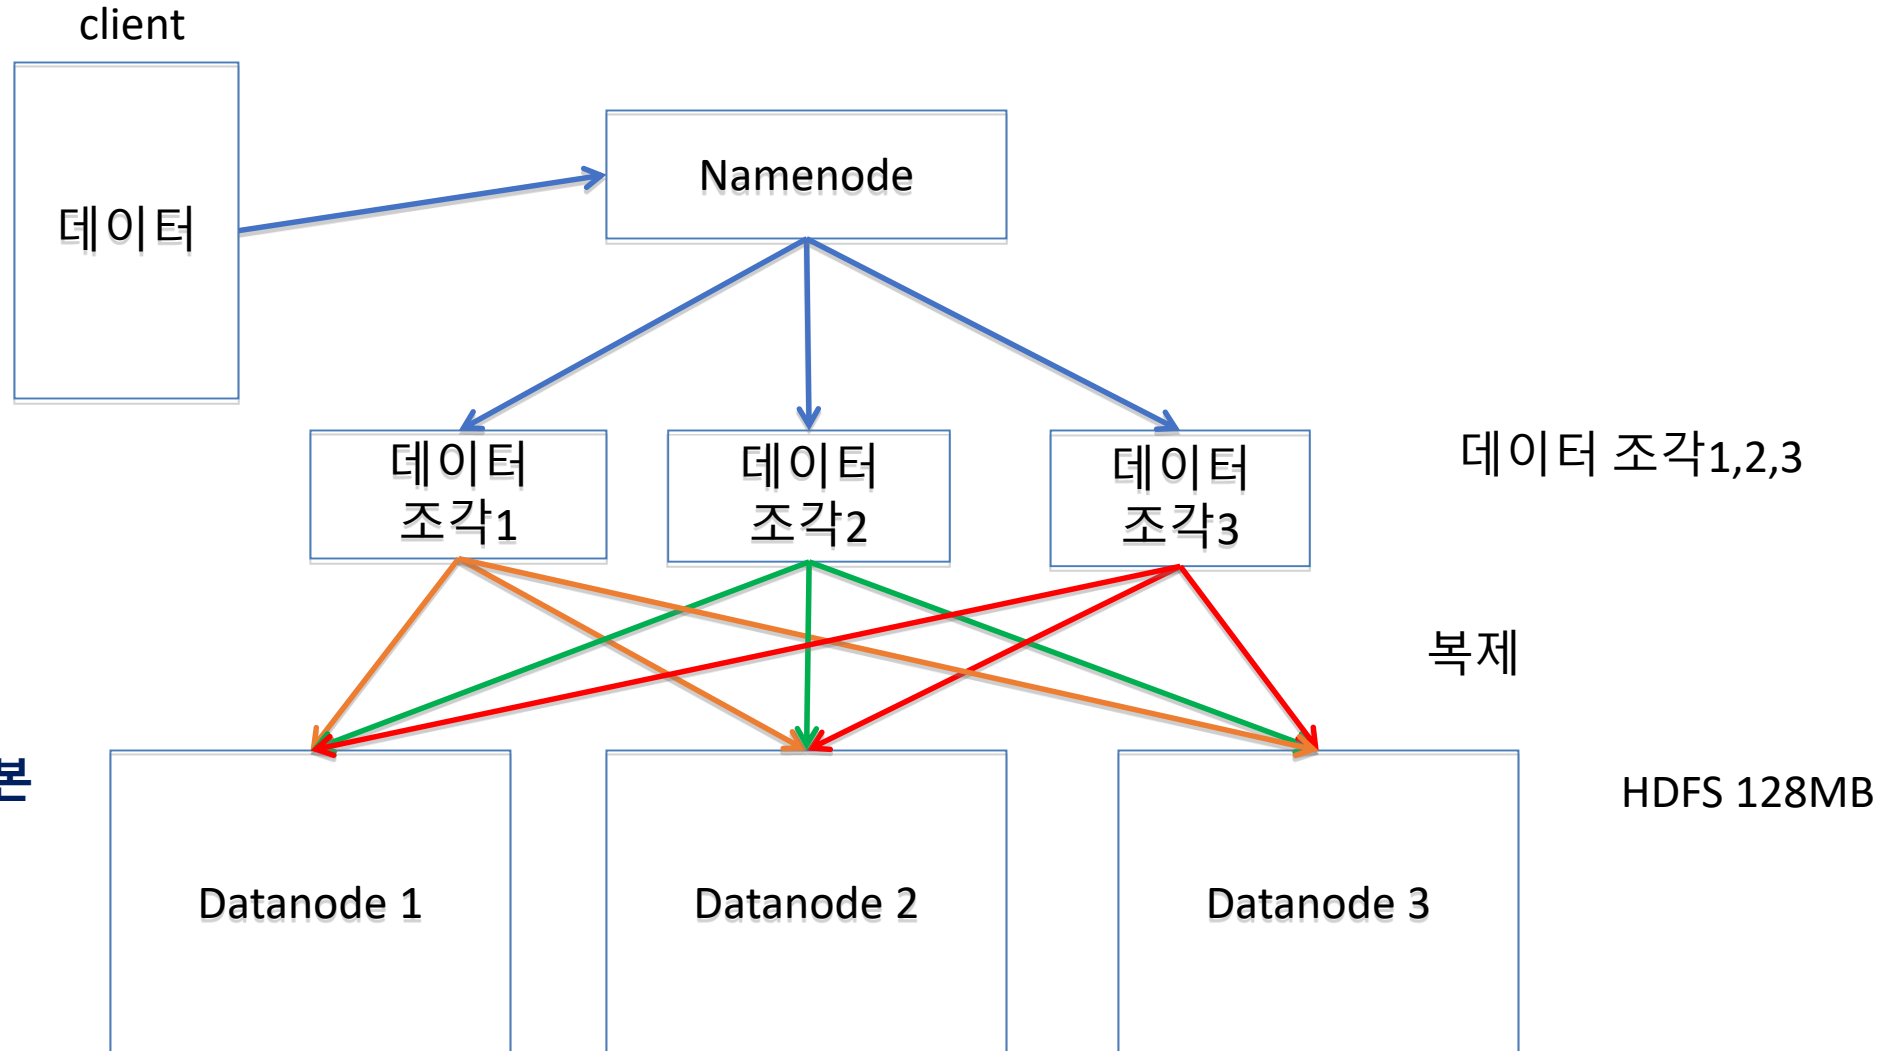 client
Namenode
데이터
데이터
조각1
데이터
조각2
데이터
조각3
데이터 조각1,2,3
복제
본
HDFS 128MB
Datanode 1
Datanode 2
Datanode 3